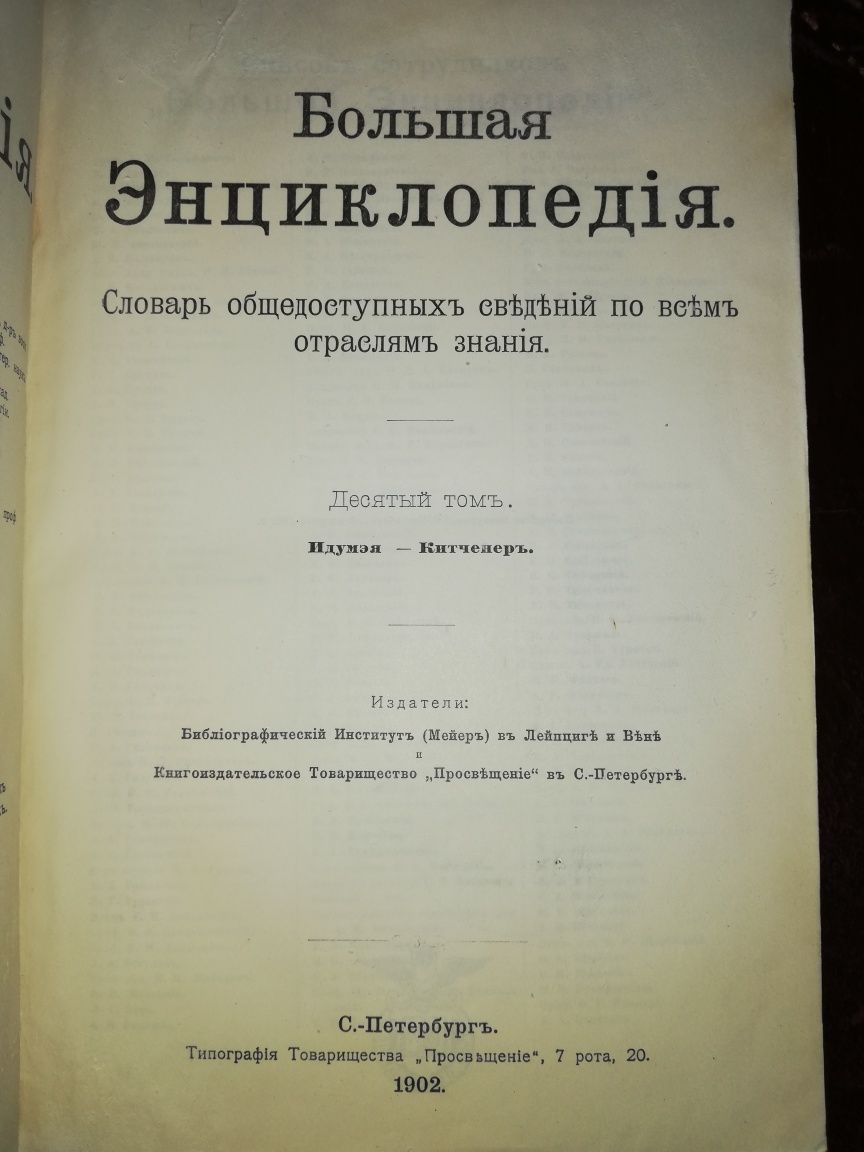 Большая
Энциклопедія.
Словарь общедоступныхъ свѣдѣній по всѣмъ
отраслямъ знанія.
Десятый томъ.
Идумэя — Китченеръ.
Издатели:
Библіографическій Институтъ (Мейеръ) въ Лейпцигѣ и Вѣнѣ
и
Книгоиздательское Товарищество „Просвѣщеніе“ въ С.-Петербургѣ.
С.-Петербургъ.
Типографія Товарищества „Просвѣщеніе“, 7 рота, 20.
1902.